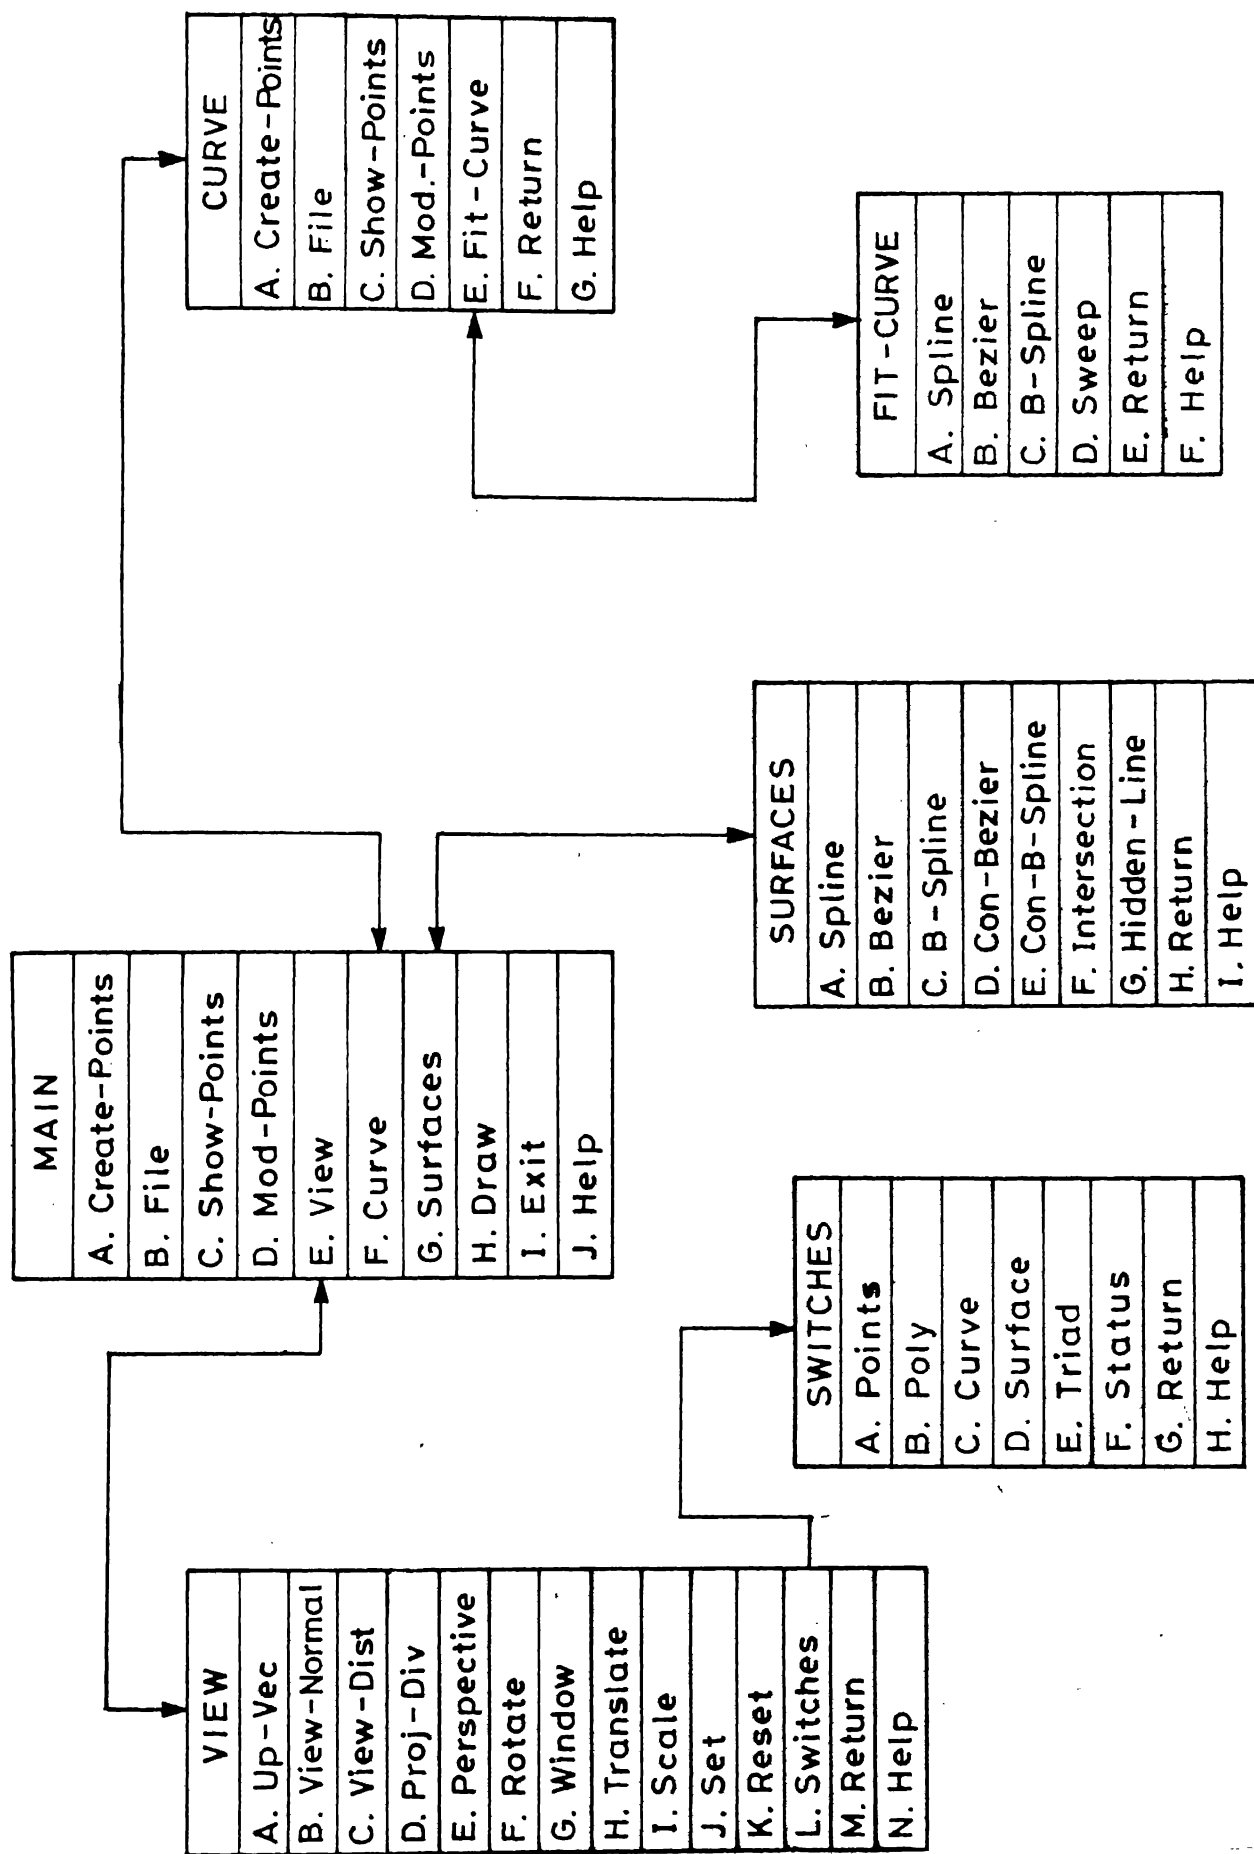 MAIN
A. Create-Points
B. File
C. Show-Points
D. Mod-Points
E. View
F. Curve
G. Surfaces
H. Draw
I. Exit
J. Help
VIEW
A. Up-Vec
B. View-Normal
C. View-Dist
D. Proj-Div
E. Perspective
F. Rotate
G. Window
H. Translate
I. Scale
J. Set
K. Reset
L. Switches
M. Return
N. Help
SWITCHES
A. Points
B. Poly
C. Curve
D. Surface
E. Triad
F. Status
G. Return
H. Help
SURFACES
A. Spline
B. Bezier
C. B-Spline
D. Con-Bezier
E. Con-B-Spline
F. Intersection
G. Hidden-Line
H. Return
I. Help
CURVE
A. Create-Points
B. File
C. Show-Points
D. Mod.-Points
E. Fit-Curve
F. Return
G. Help
FIT-CURVE
A. Spline
B. Bezier
C. B-Spline
D. Sweep
E. Return
F. Help